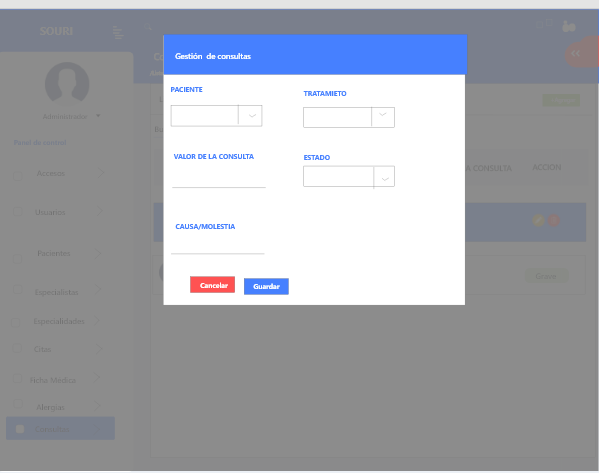 SOURI
Gestión de consultas
PACIENTE
TRATAMIETO
VALOR DE LA CONSULTA
ESTADO
CAUSA/MOLESTIA
Cancelar
Guardar
Administrador
Panel de control
Accesos
Usuarios
Pacientes
Especialistas
Especialidades
Citas
Ficha Médica
Alergias
Consultas
A CONSULTA
ACCIÓN